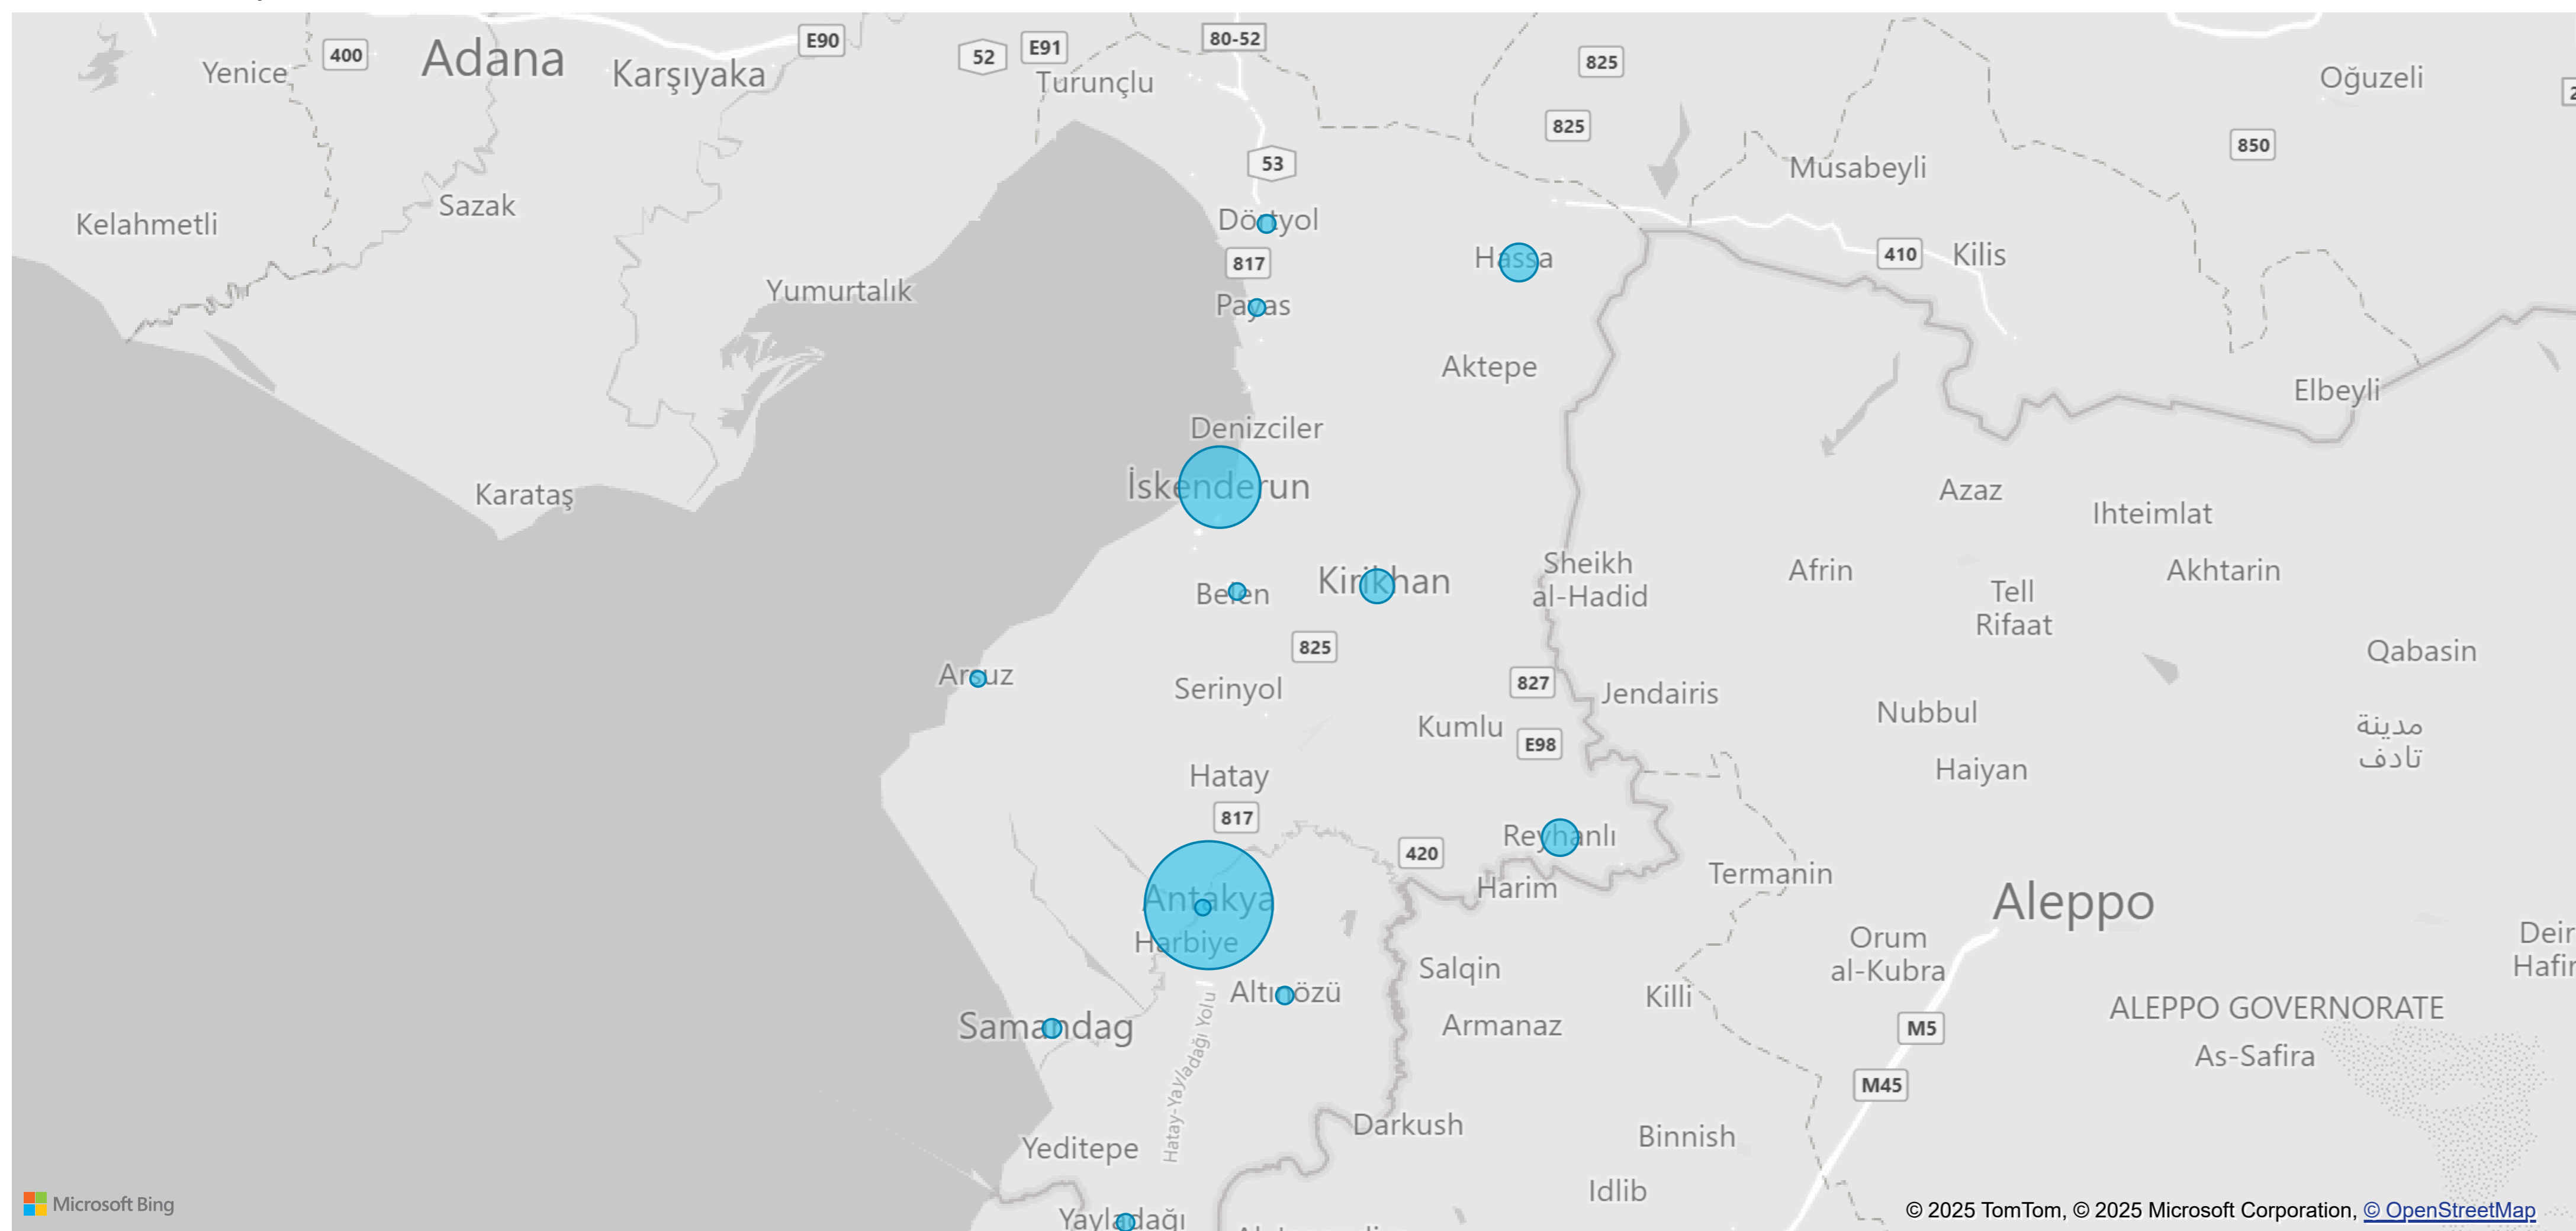 Adana
Yenice
400
Karşıyaka
E90
52
E91
80-52
Turunçlu
825
Oğuzeli
825
850
53
Musabeyli
Sazak
Kelahmetli
Dörtyol
817
Hassa
410
Kilis
Yumurtalık
Payas
Aktepe
Elbeyli
Denizciler
İskenderun
Karataş
Azaz
Ihteimlat
Sheikh
al-Hadid
Afrin
Akhtarin
Belen
Kirikhan
Tell
Rifaat
825
Qabasin
Arsuz
Serinyol
827
Jendairis
Kumlu
E98
Nubbul
مدينة
تادف
Hatay
Haiyan
817
Reyhanlı
420
Termanin
Harim
Antakya
Aleppo
Harbiye
Orum
al-Kubra
Deir
Salqin
Altınözü
Killi
ALEPPO GOVERNORATE
Samandag
Armanaz
M5
As-Safira
Hatay-Yayladağı Yolu
M45
Darkush
Binnish
Yeditepe
Idlib
Yayladağı
Microsoft Bing
© 2025 TomTom, © 2025 Microsoft Corporation, © OpenStreetMap